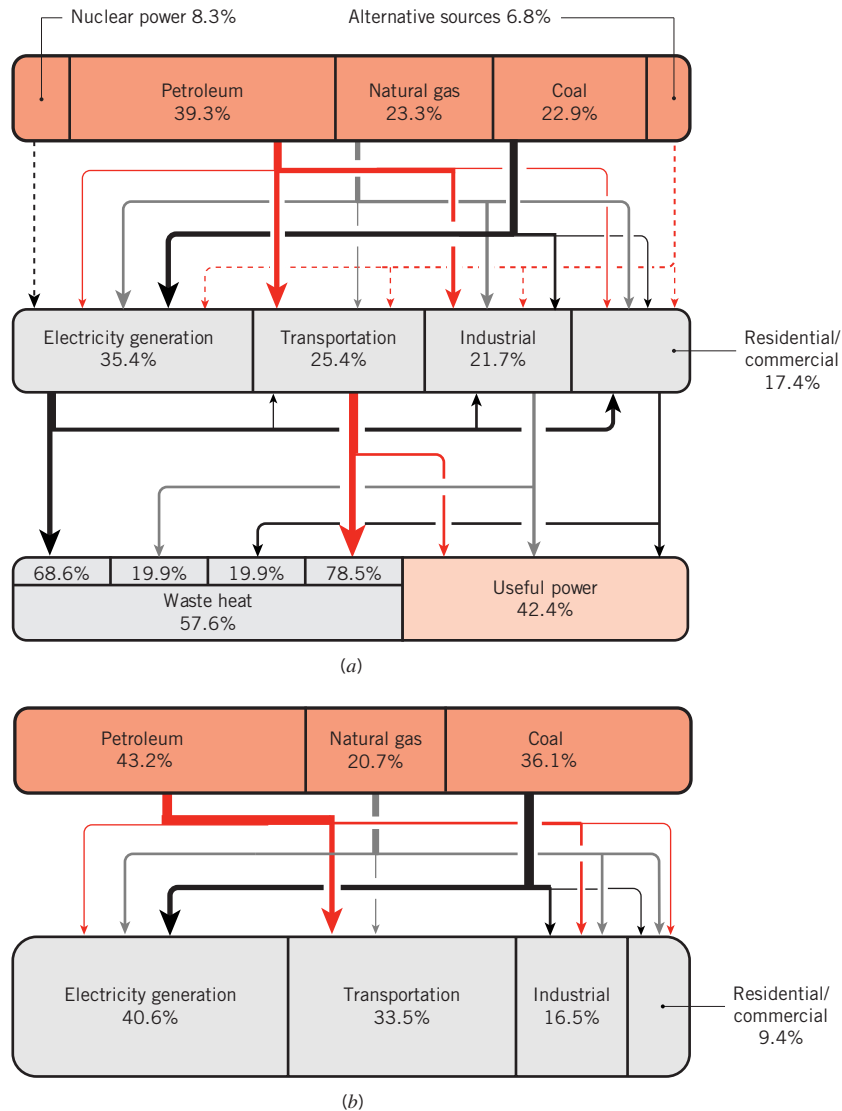 Nuclear power 8.3%
Alternative sources 6.8%
Petroleum
39.3%
Natural gas
23.3%
Coal
22.9%
Electricity generation
35.4%
Transportation
25.4%
Industrial
21.7%
Residential/
commercial
17.4%
68.6%
19.9%
19.9%
78.5%
Waste heat
57.6%
Useful power
42.4%
(a)
Petroleum
43.2%
Natural gas
20.7%
Coal
36.1%
Electricity generation
40.6%
Transportation
33.5%
Industrial
16.5%
Residential/
commercial
9.4%
(b)